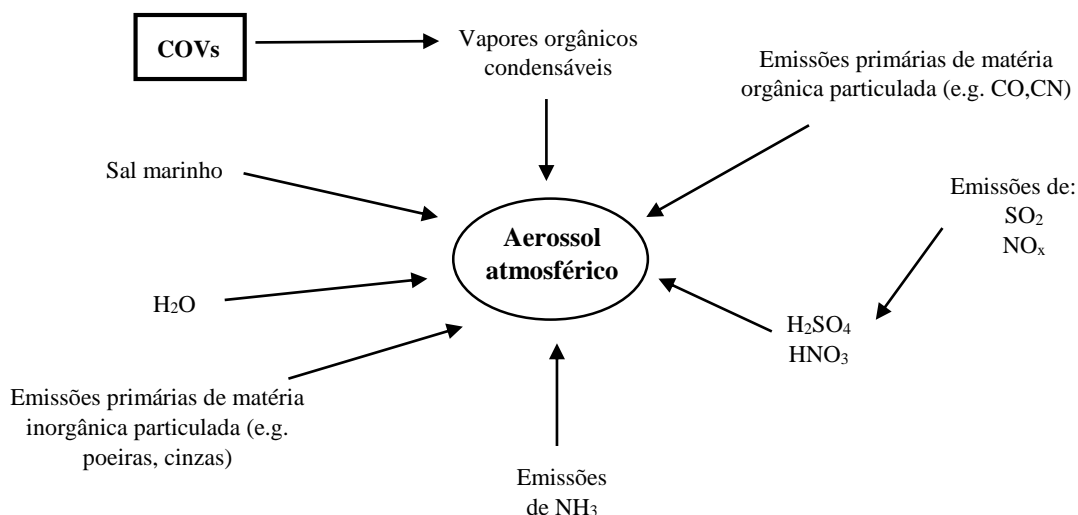 COVs
Vapores orgânicos
condensáveis
Emissões primárias de matéria
orgânica particulada (e.g. CO,CN)
Sal marinho
Emissões de:
SO₂
NOₓ
Aerossol
atmosférico
H₂O
H₂SO₄
HNO₃
Emissões primárias de matéria
inorgânica particulada (e.g.
poeiras, cinzas)
Emissões
de NH₃